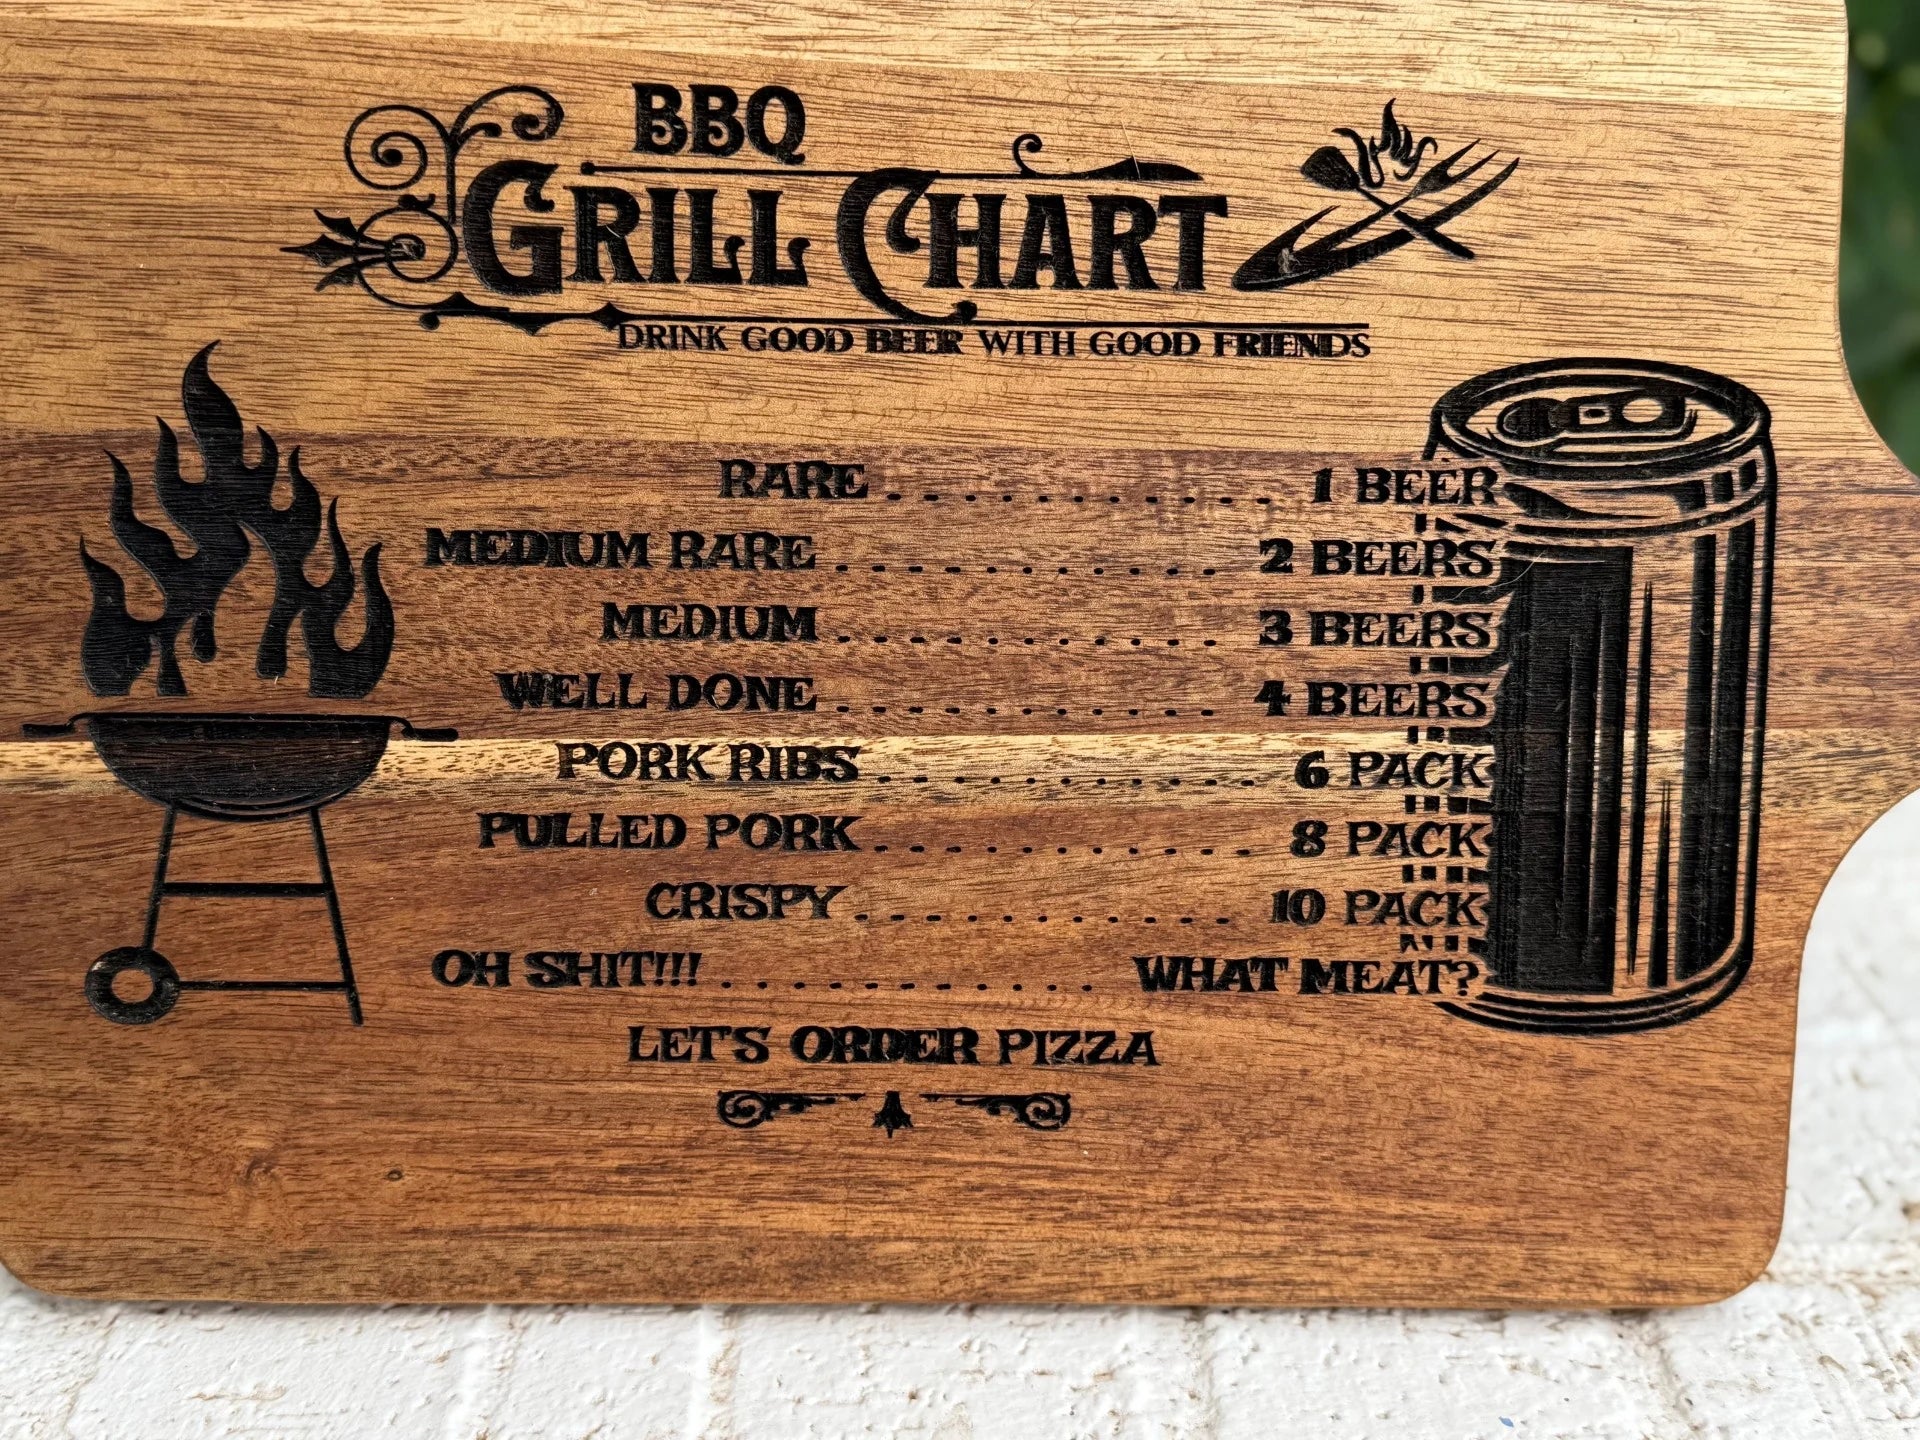 BBQ
GRILL CHART
DRINK GOOD BEER WITH GOOD FRIENDS
RARE ........... 1 BEER
MEDIUM RARE ........... 2 BEERS
MEDIUM ........... 3 BEERS
WELL DONE ........... 4 BEERS
PORK RIBS ........... 6 PACK
PULLED PORK ........... 8 PACK
CRISPY ........... 10 PACK
OH SHIT!!! ........... WHAT MEAT?
LET'S ORDER PIZZA